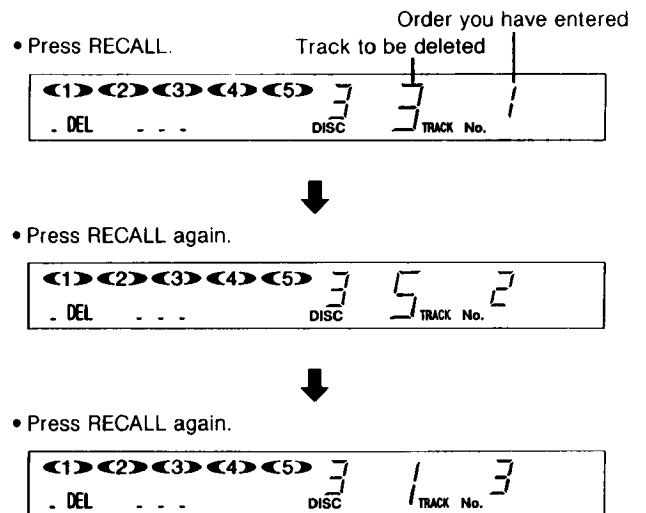 Order you have entered
• Press RECALL. Track to be deleted
(1) (2) (3) (4) (5) 3 3 1
. DEL - - - DISC TRACK No.
• Press RECALL again.
(1) (2) (3) (4) (5) 3 5 2
. DEL - - - DISC TRACK No.
• Press RECALL again.
(1) (2) (3) (4) (5) 3 1 3
. DEL - - - DISC TRACK No.